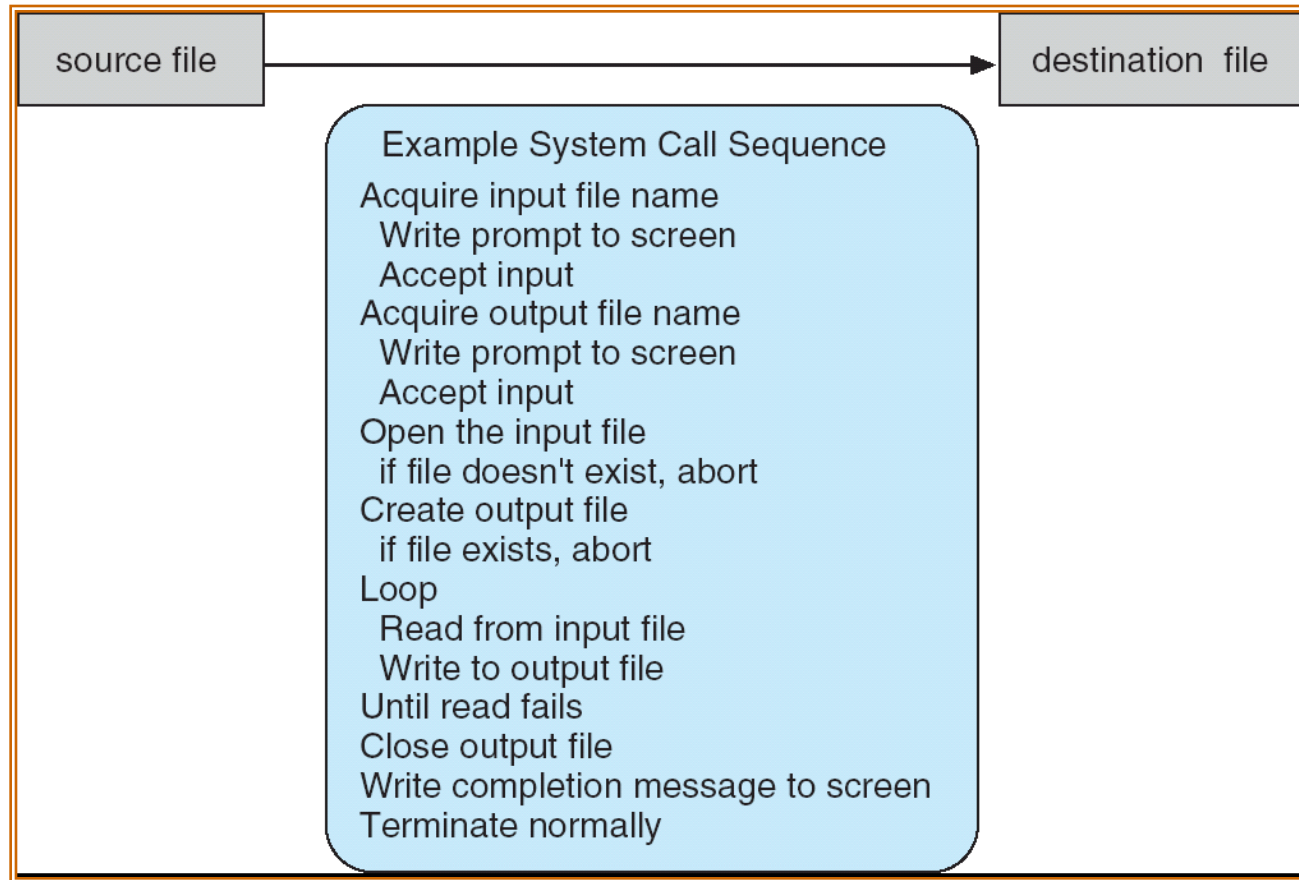 source file
destination file
Example System Call Sequence
Acquire input file name
Write prompt to screen
Accept input
Acquire output file name
Write prompt to screen
Accept input
Open the input file
if file doesn't exist, abort
Create output file
if file exists, abort
Loop
Read from input file
Write to output file
Until read fails
Close output file
Write completion message to screen
Terminate normally